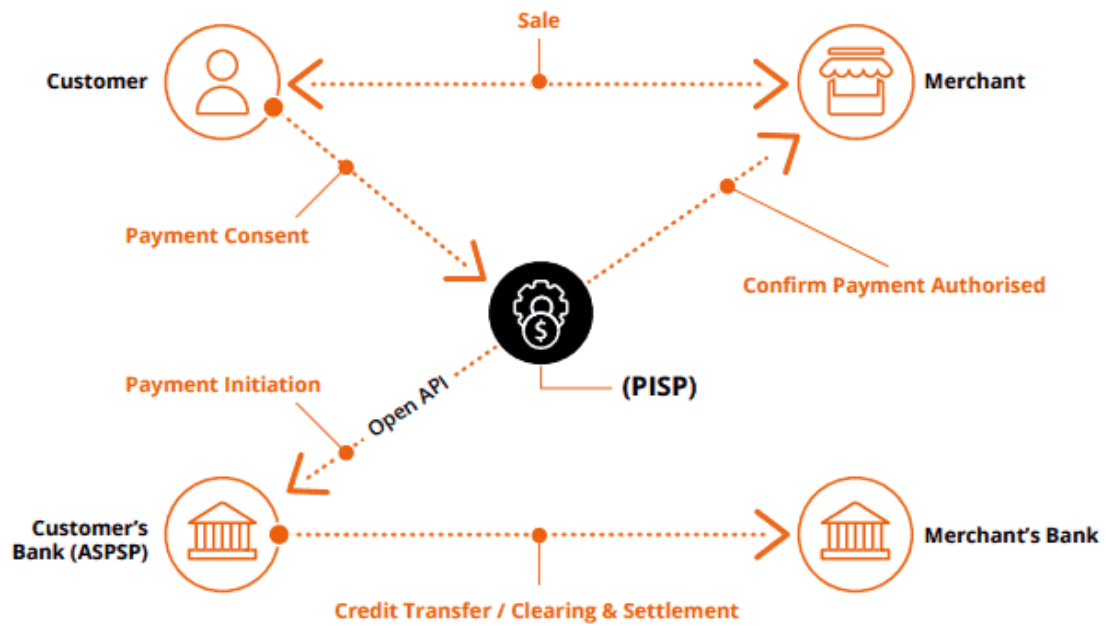 Sale
Customer
Merchant
Payment Consent
Confirm Payment Authorised
Payment Initiation
Open API
$
(PISP)
Customer’s
Bank (ASPSP)
Merchant’s Bank
Credit Transfer / Clearing & Settlement